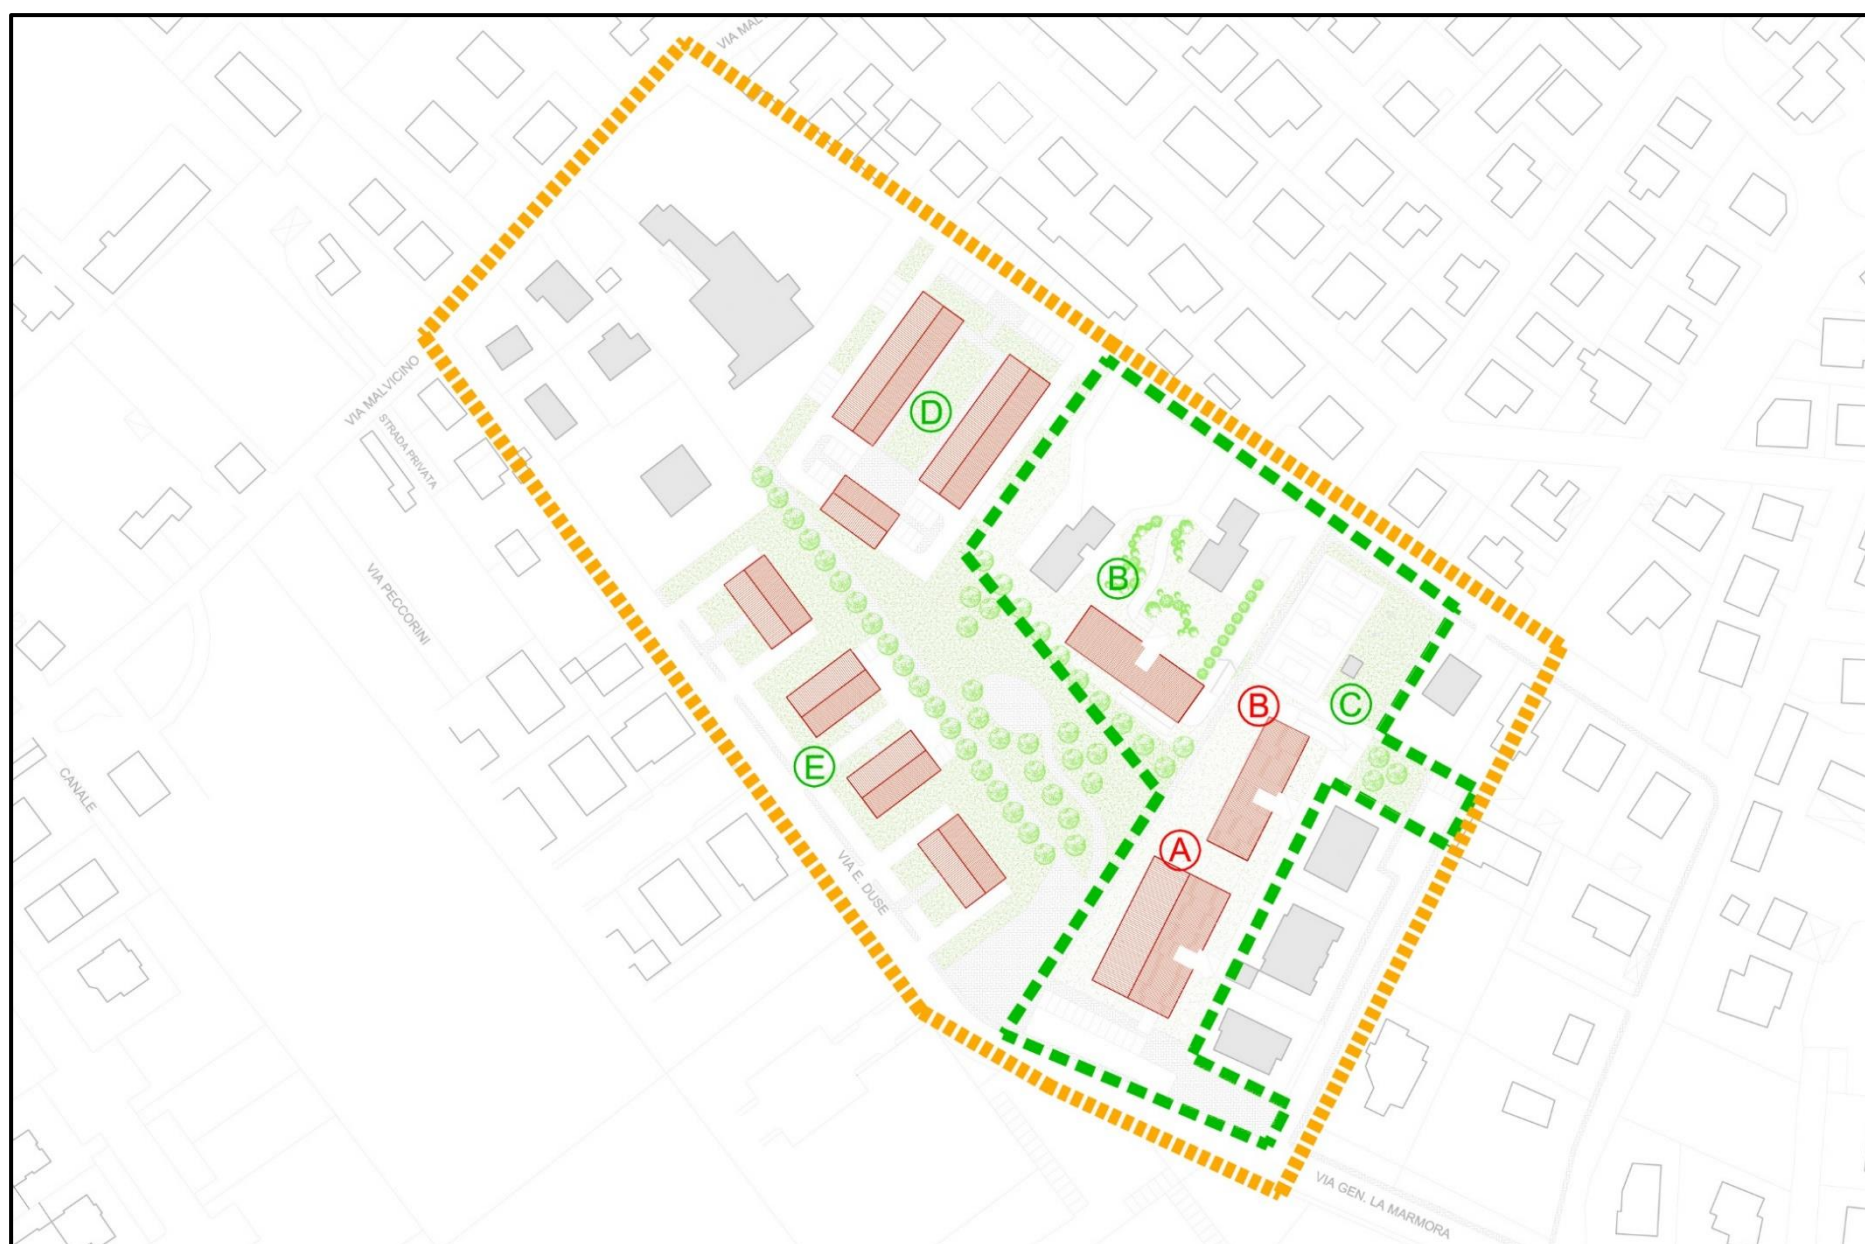 VIA MAL
VIA MALVICINO
STRADA PRIVATA
D
VIA PECCORINI
B
B
C
CANALE
E
A
VIA E. DUSE
VIA GEN. LA MARMORA